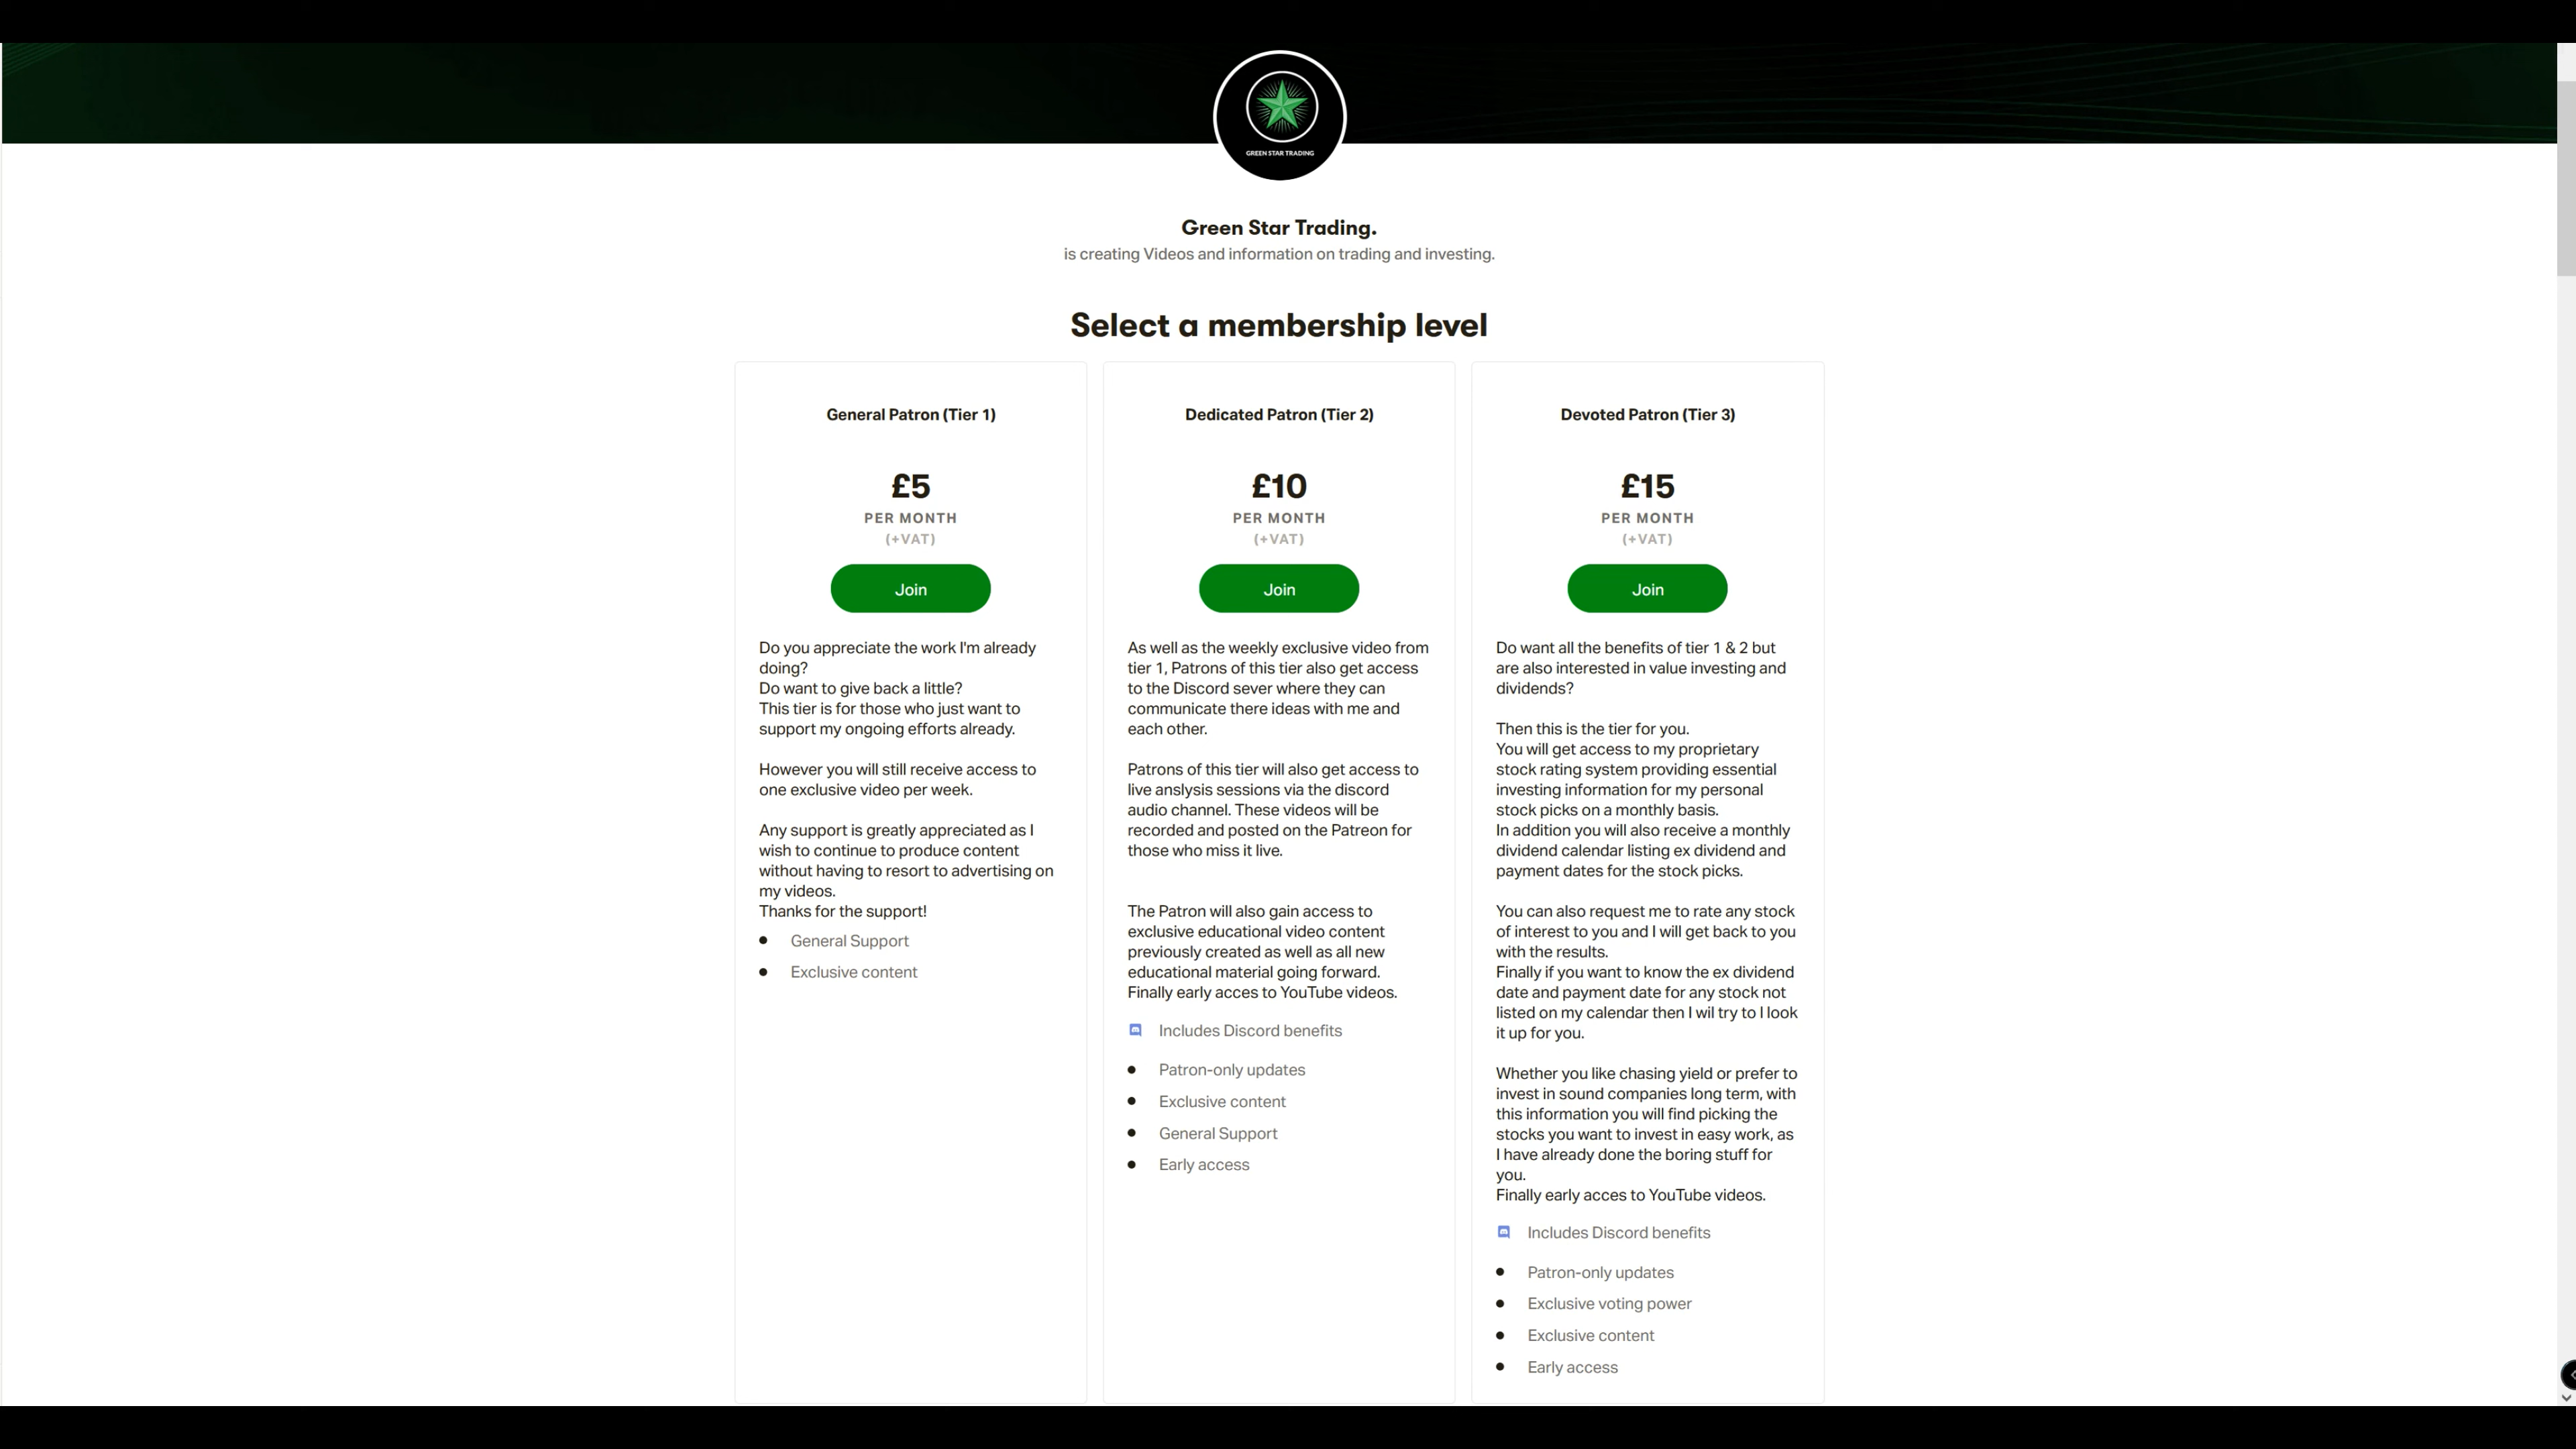 GREEN STAR TRADING
Green Star Trading.
is creating Videos and information on trading and investing.
Select a membership level
General Patron (Tier 1)
£5
PER MONTH
(+VAT)
Join
Do you appreciate the work I'm already
doing?
Do want to give back a little?
This tier is for those who just want to
support my ongoing efforts already.
However you will still receive access to
one exclusive video per week.
Any support is greatly appreciated as I
wish to continue to produce content
without having to resort to advertising on
my videos.
Thanks for the support!
General Support
Exclusive content
Dedicated Patron (Tier 2)
£10
PER MONTH
(+VAT)
Join
As well as the weekly exclusive video from
tier 1, Patrons of this tier also get access
to the Discord sever where they can
communicate there ideas with me and
each other.
Patrons of this tier will also get access to
live anslysis sessions via the discord
audio channel. These videos will be
recorded and posted on the Patreon for
those who miss it live.
The Patron will also gain access to
exclusive educational video content
previously created as well as all new
educational material going forward.
Finally early acces to YouTube videos.
Includes Discord benefits
Patron-only updates
Exclusive content
General Support
Early access
Devoted Patron (Tier 3)
£15
PER MONTH
(+VAT)
Join
Do want all the benefits of tier 1 & 2 but
are also interested in value investing and
dividends?
Then this is the tier for you.
You will get access to my proprietary
stock rating system providing essential
investing information for my personal
stock picks on a monthly basis.
In addition you will also receive a monthly
dividend calendar listing ex dividend and
payment dates for the stock picks.
You can also request me to rate any stock
of interest to you and I will get back to you
with the results.
Finally if you want to know the ex dividend
date and payment date for any stock not
listed on my calendar then I wil try to I look
it up for you.
Whether you like chasing yield or prefer to
invest in sound companies long term, with
this information you will find picking the
stocks you want to invest in easy work, as
I have already done the boring stuff for
you.
Finally early acces to YouTube videos.
Includes Discord benefits
Patron-only updates
Exclusive voting power
Exclusive content
Early access